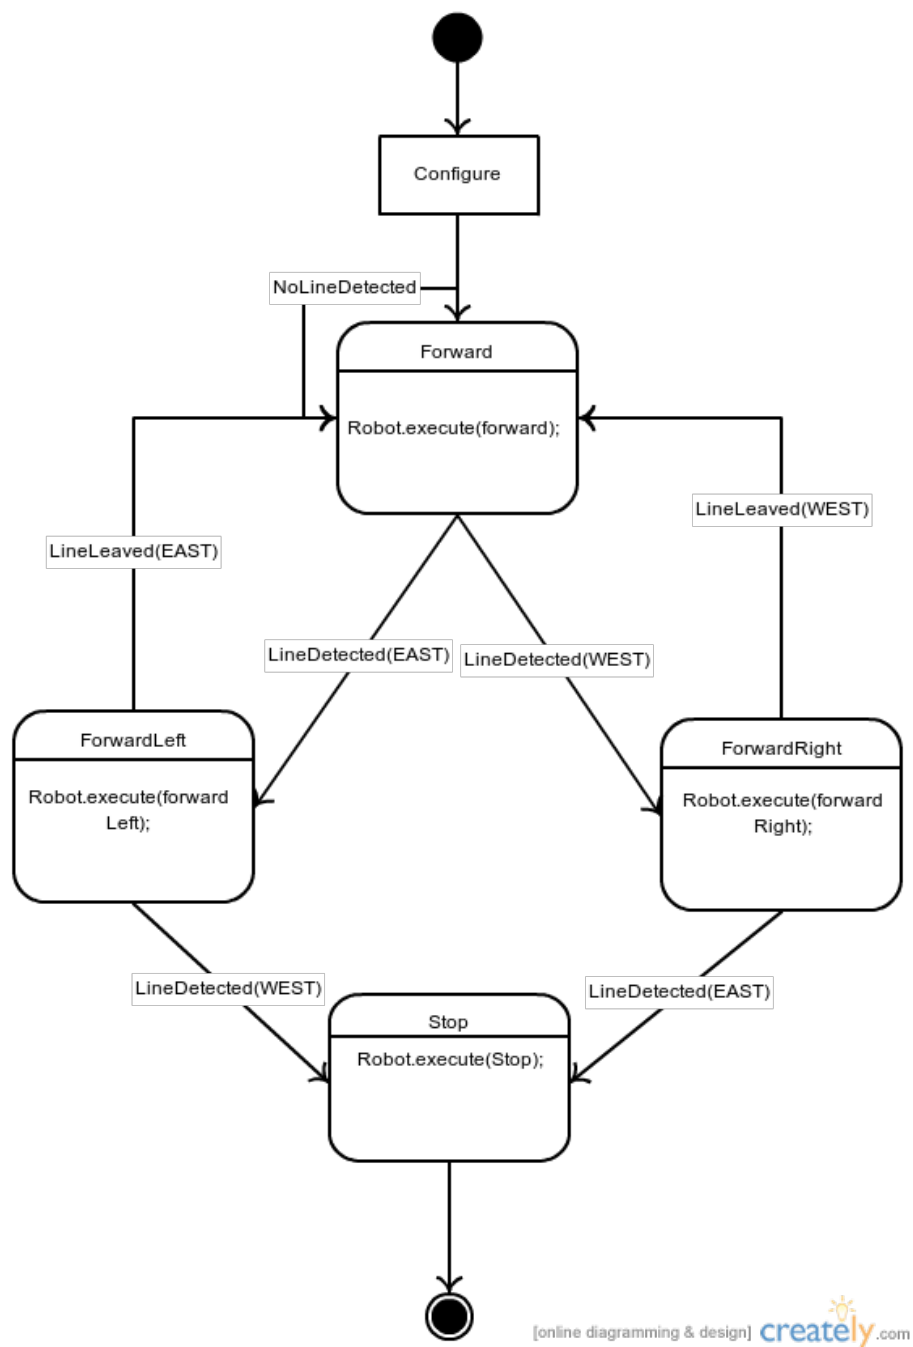 Configure
NoLineDetected
Forward
Robot.execute(forward);
LineLeaved(WEST)
LineLeaved(EAST)
LineDetected(EAST)
LineDetected(WEST)
ForwardLeft
Robot.execute(forward
Left);
ForwardRight
Robot.execute(forward
Right);
LineDetected(WEST)
LineDetected(EAST)
Stop
Robot.execute(Stop);
[online diagramming & design] creately.com